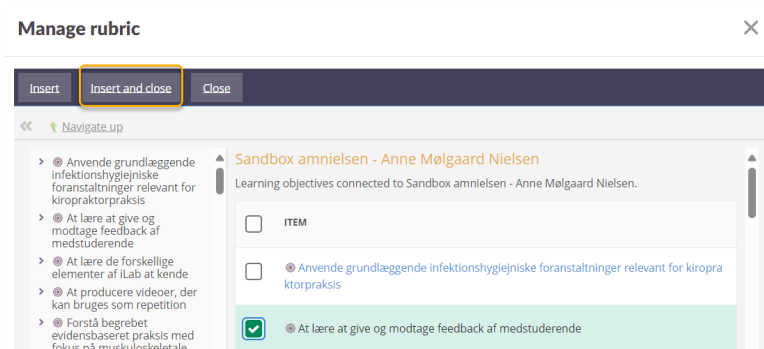 Manage rubric
Insert
Insert and close
Close
Navigate up
Anvende grundlæggende
infektionshygiejniske
foranstaltninger relevant for
kiropraktorpraksis
At lære at give og
modtage feedback af
medstuderende
At lære de forskellige
elementer af iLab at kende
At producere videoer, der
kan bruges som repetition
Forstå begrebet
evidensbaseret praksis med
fokus på muskuloskeletale
Sandbox amnielsen - Anne Mølgaard Nielsen
Learning objectives connected to Sandbox amnielsen - Anne Mølgaard Nielsen.
ITEM
Anvende grundlæggende infektionshygiejniske foranstaltninger relevant for kiropra
ktorpraksis
At lære at give og modtage feedback af medstuderende